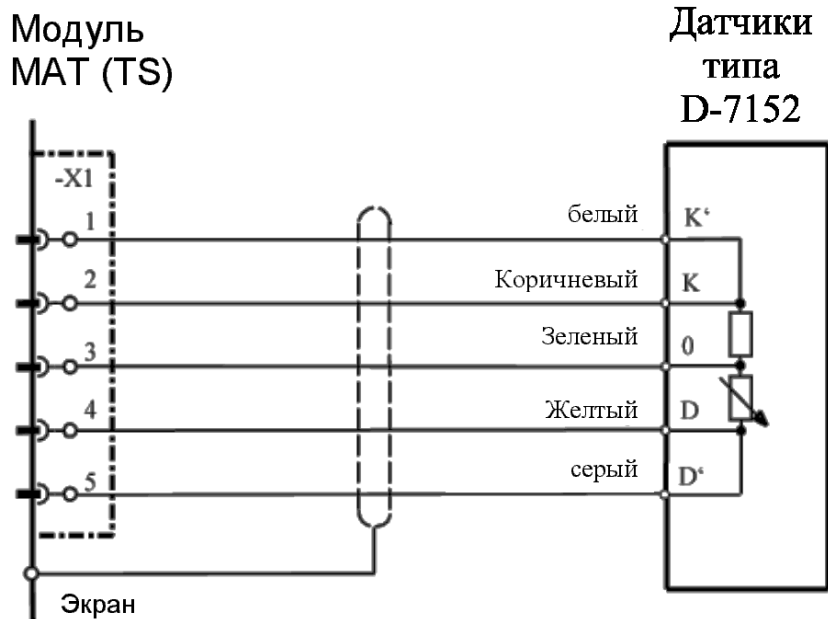 Модуль
MAT (TS)
Датчики
типа
D-7152
-X1
1
белый
K‘
2
Коричневый
K
3
Зеленый
0
4
Желтый
D
5
серый
D‘
Экран